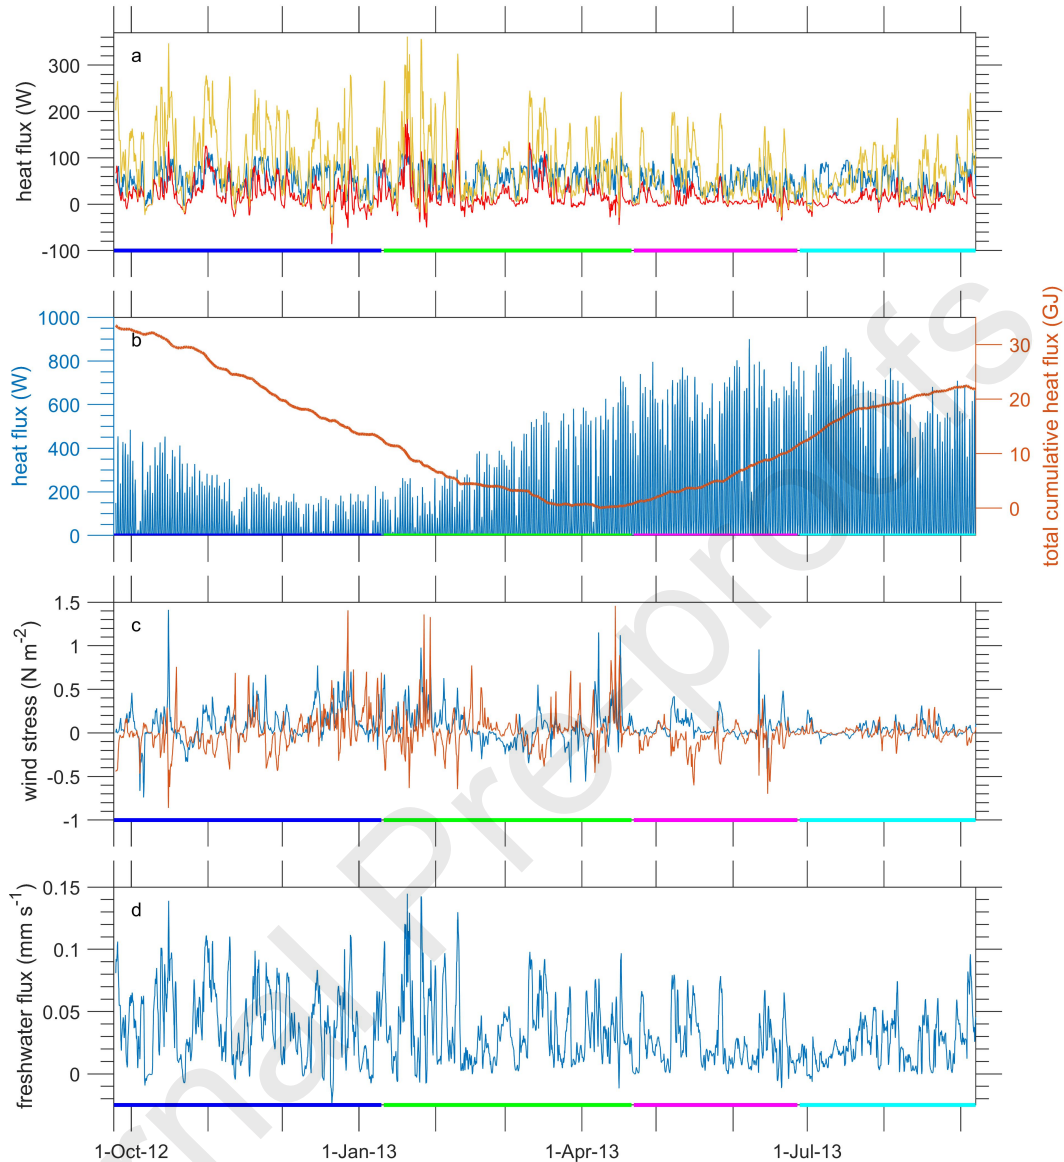 a
heat flux (W)
300
200
100
0
-100
b
heat flux (W)
1000
800
600
400
200
0
total cumulative heat flux (GJ)
30
20
10
0
c
wind stress (N m-2)
1.5
1
0.5
0
-0.5
-1
d
freshwater flux (mm s-1)
0.15
0.1
0.05
0
1-Oct-12 1-Jan-13 1-Apr-13 1-Jul-13
rnal Pre-proofs